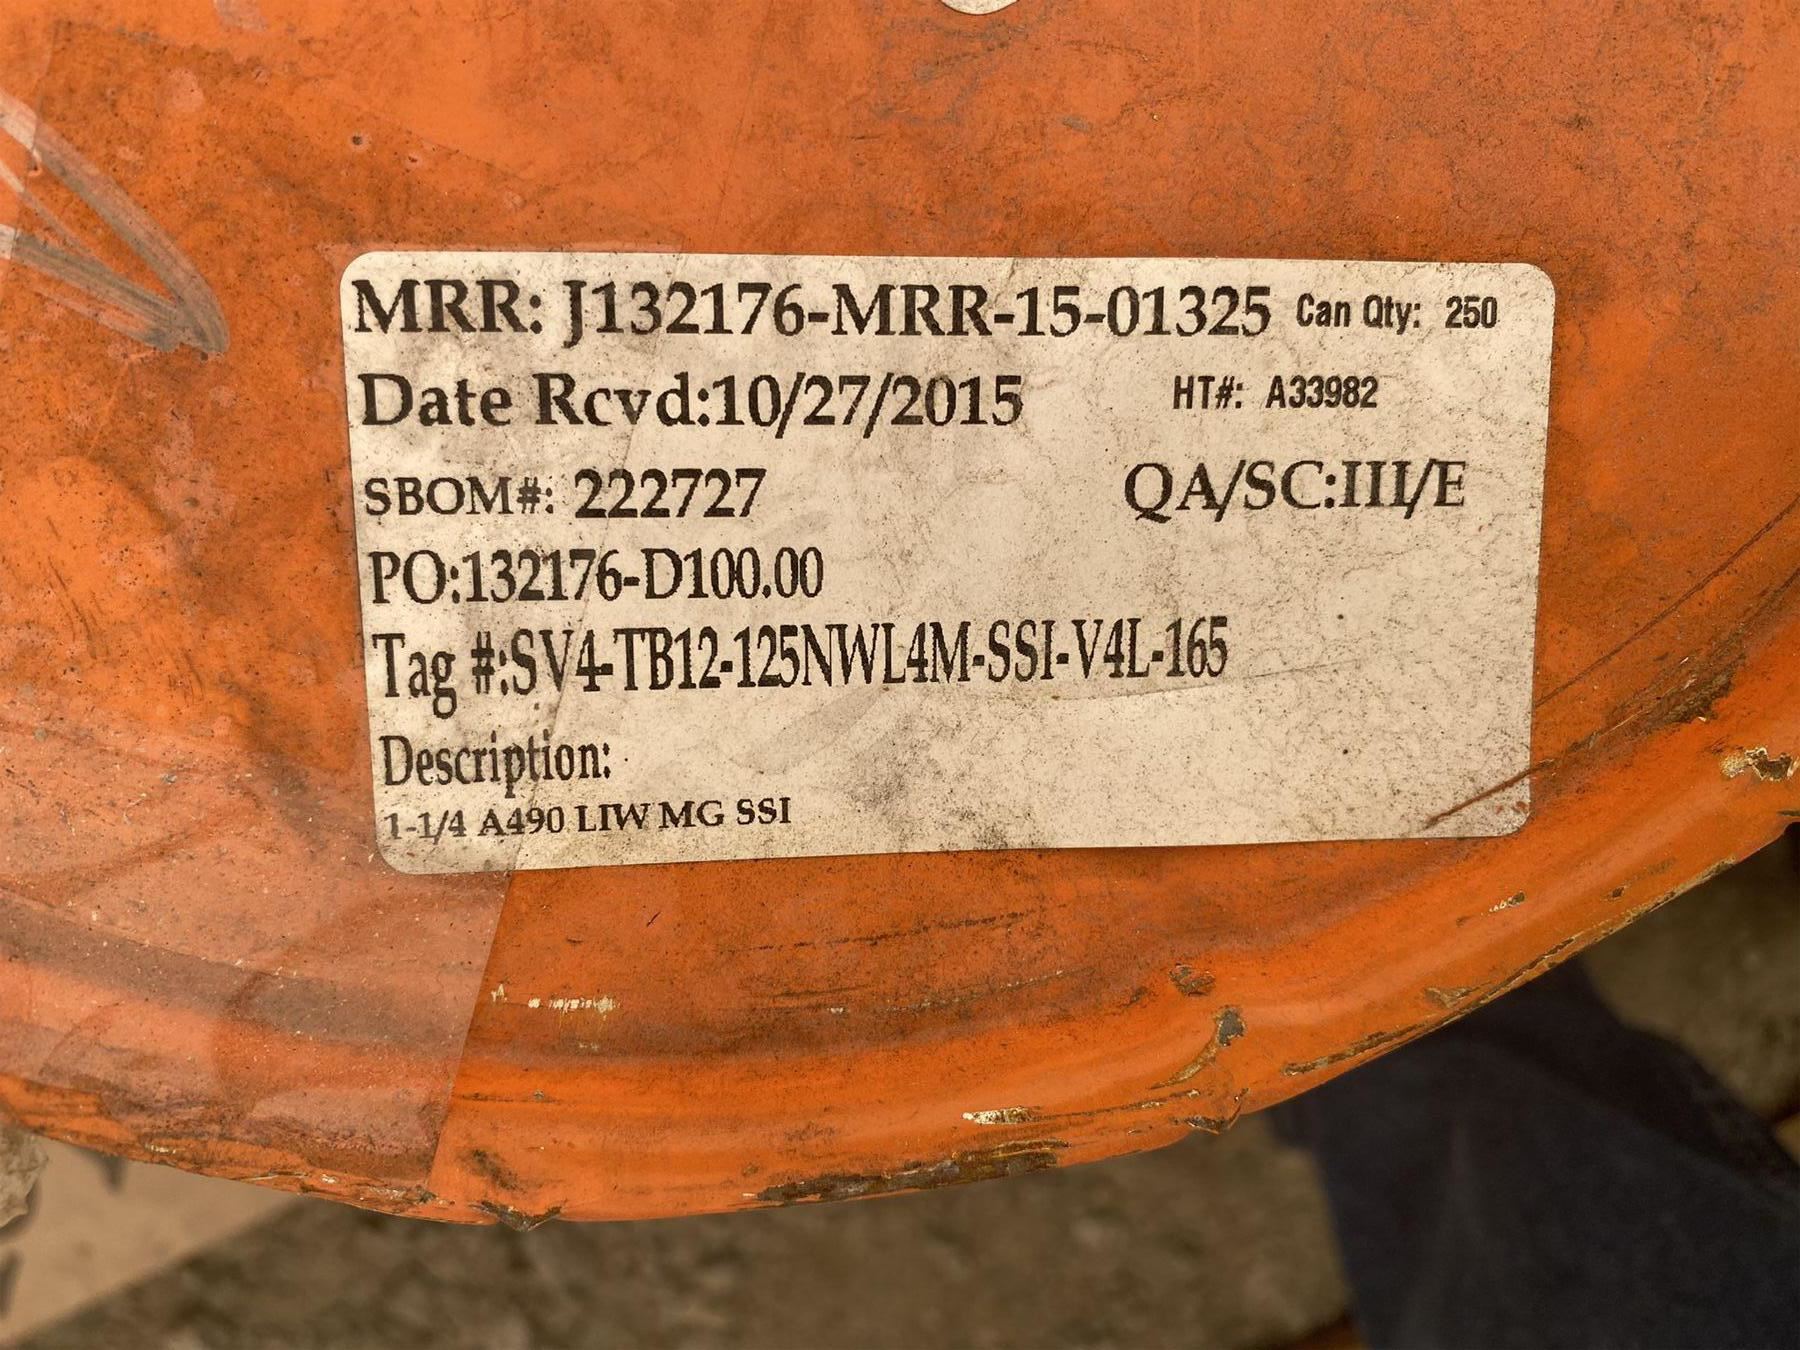 MRR: J132176-MRR-15-01325 Can Qty: 250
Date Rcvd:10/27/2015 HT#: A33982
SBOM#: 222727 QA/SC:III/E
PO:132176-D100.00
Tag #:SV4-TB12-125NWL4M-SSI-V4L-165
Description:
1-1/4 A490 LIW MG SSI